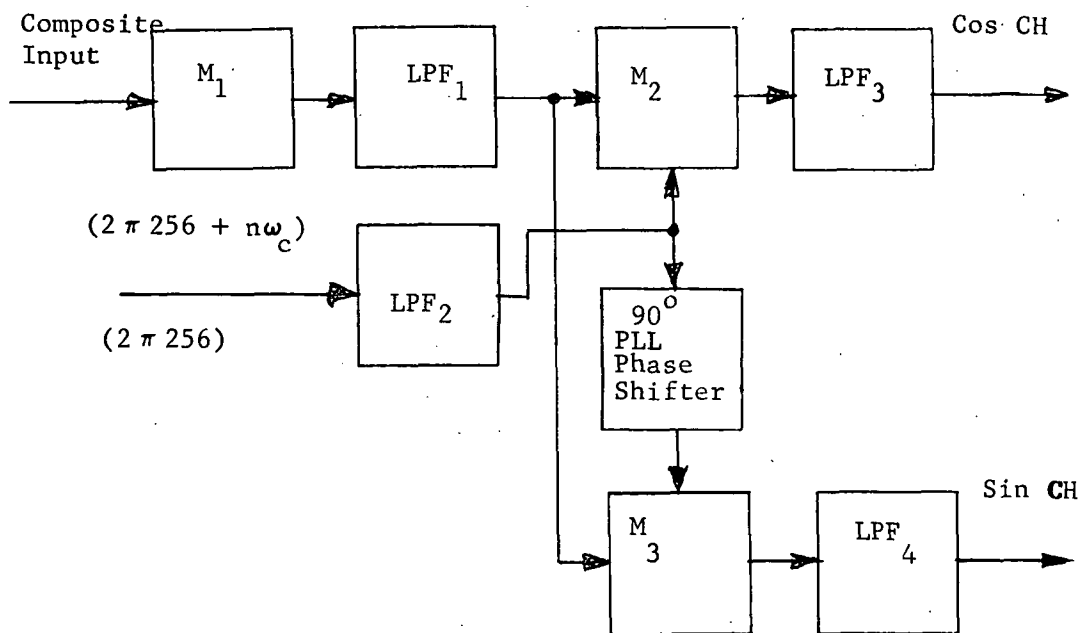 Composite
Input
Cos CH
M1
LPF1
M2
LPF3
(2 π 256 + nωc)
LPF2
(2 π 256)
90o
PLL
Phase
Shifter
Sin CH
M3
LPF4